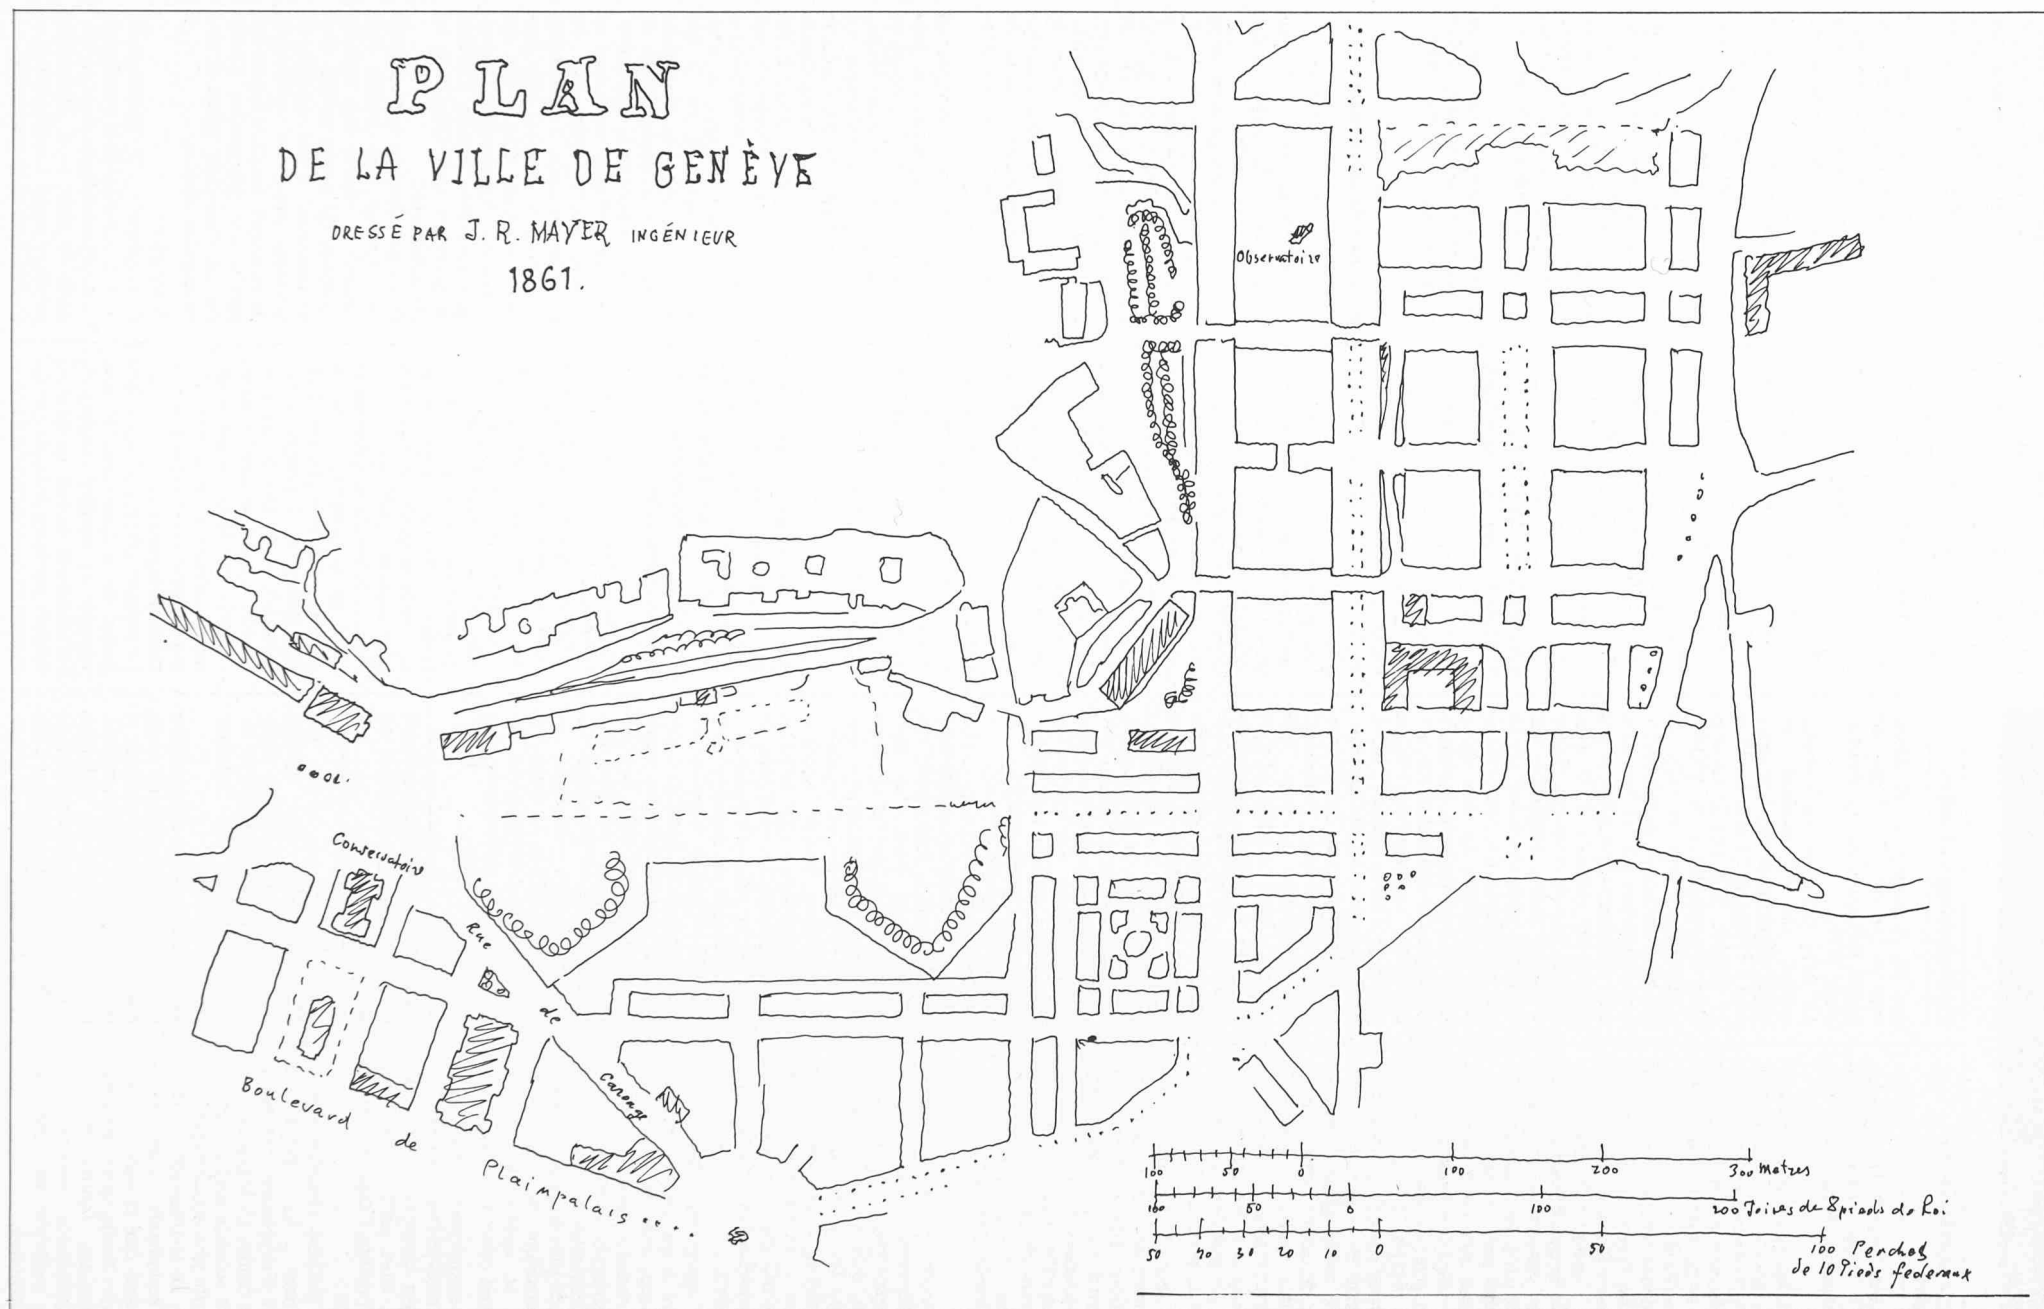 PLAN
DE LA VILLE DE GENÈVE
DRESSÉ PAR J. R. MAYER INGÉNIEUR
1861.
Observatoire
Conservatoire
Rue
de
Carouge
Boulevard de Plaimpalais
100 50 0 100 200 300 Metres
100 50 0 100 200 Toises de 8 pieds de Roi
50 40 30 20 10 0 50 100 Perches
de 10 Pieds federaux